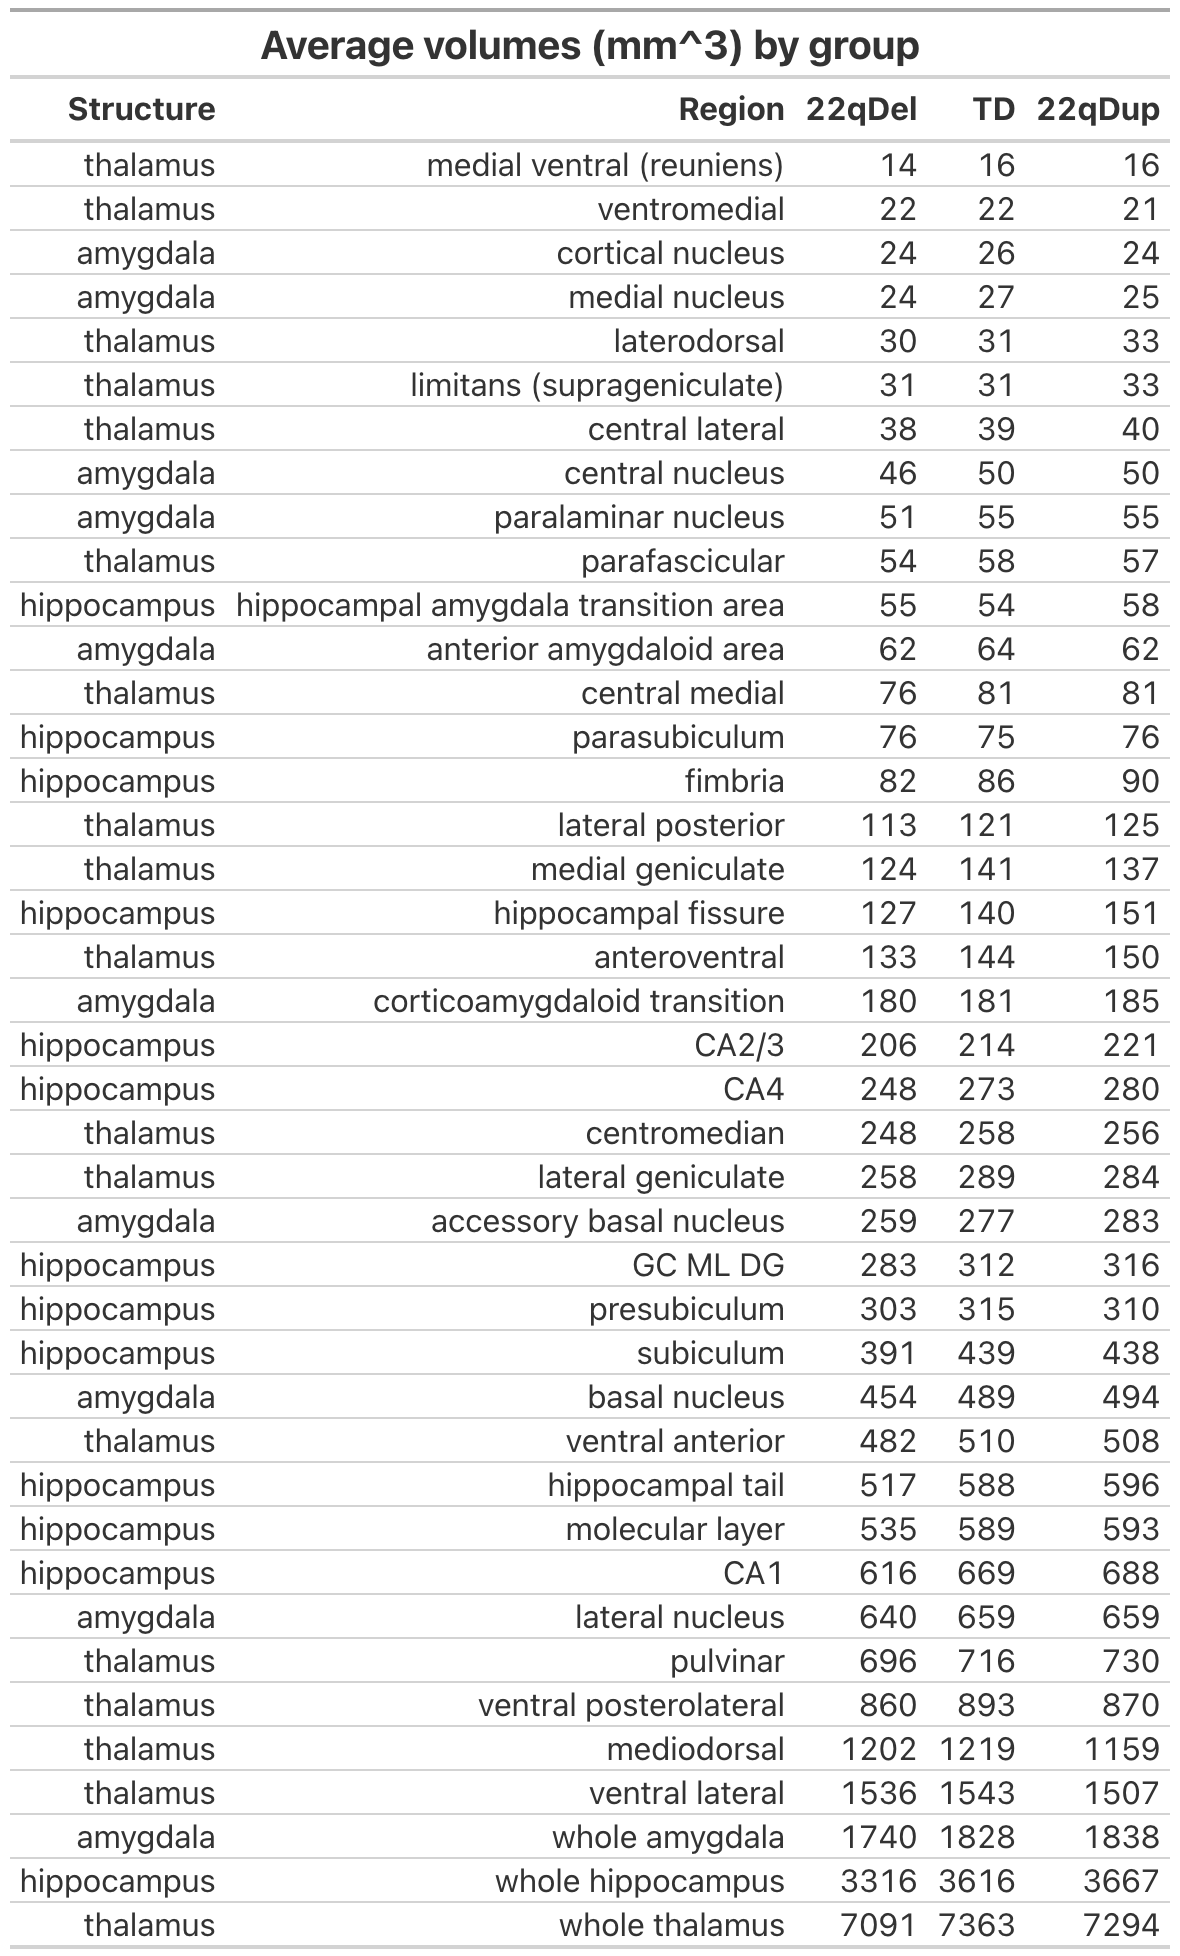 Average volumes (mm^3) by group
Structure Region 22qDel TD 22qDup
thalamus medial ventral (reuniens) 14 16 16
thalamus ventromedial 22 22 21
amygdala cortical nucleus 24 26 24
amygdala medial nucleus 24 27 25
thalamus laterodorsal 30 31 33
thalamus limitans (suprageniculate) 31 31 33
thalamus central lateral 38 39 40
amygdala central nucleus 46 50 50
amygdala paralaminar nucleus 51 55 55
thalamus parafascicular 54 58 57
hippocampus hippocampal amygdala transition area 55 54 58
amygdala anterior amygdaloid area 62 64 62
thalamus central medial 76 81 81
hippocampus parasubiculum 76 75 76
hippocampus fimbria 82 86 90
thalamus lateral posterior 113 121 125
thalamus medial geniculate 124 141 137
hippocampus hippocampal fissure 127 140 151
thalamus anteroventral 133 144 150
amygdala corticoamygdaloid transition 180 181 185
hippocampus CA2/3 206 214 221
hippocampus CA4 248 273 280
thalamus centromedian 248 258 256
thalamus lateral geniculate 258 289 284
amygdala accessory basal nucleus 259 277 283
hippocampus GC ML DG 283 312 316
hippocampus presubiculum 303 315 310
hippocampus subiculum 391 439 438
amygdala basal nucleus 454 489 494
thalamus ventral anterior 482 510 508
hippocampus hippocampal tail 517 588 596
hippocampus molecular layer 535 589 593
hippocampus CA1 616 669 688
amygdala lateral nucleus 640 659 659
thalamus pulvinar 696 716 730
thalamus ventral posterolateral 860 893 870
thalamus mediodorsal 1202 1219 1159
thalamus ventral lateral 1536 1543 1507
amygdala whole amygdala 1740 1828 1838
hippocampus whole hippocampus 3316 3616 3667
thalamus whole thalamus 7091 7363 7294